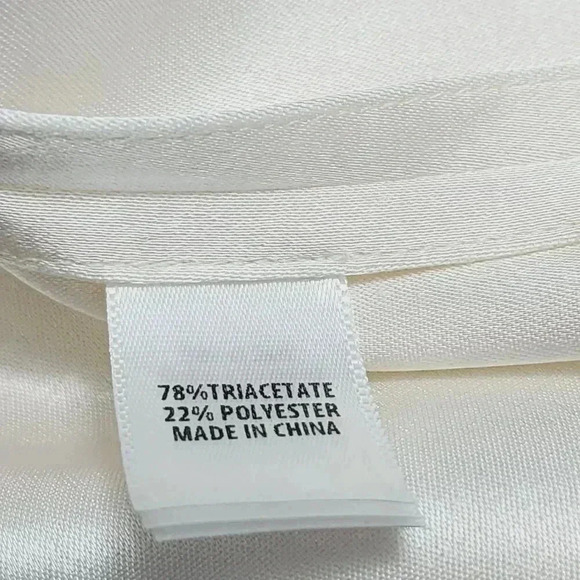 78%TRIACETATE
22% POLYESTER
MADE IN CHINA